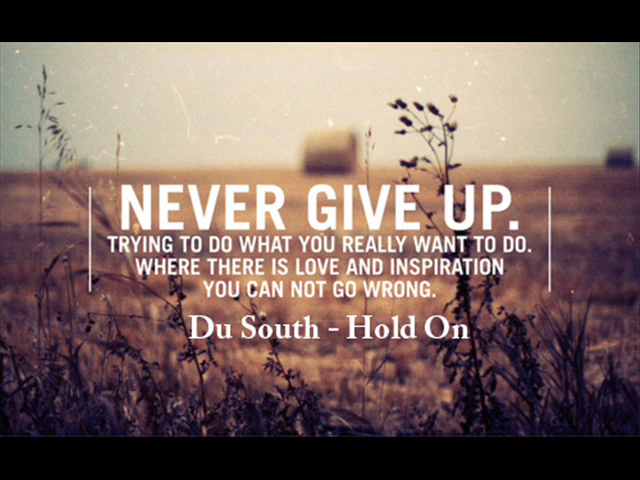 NEVER GIVE UP.
TRYING TO DO WHAT YOU REALLY WANT TO DO.
WHERE THERE IS LOVE AND INSPIRATION
YOU CAN NOT GO WRONG.
Du South - Hold On